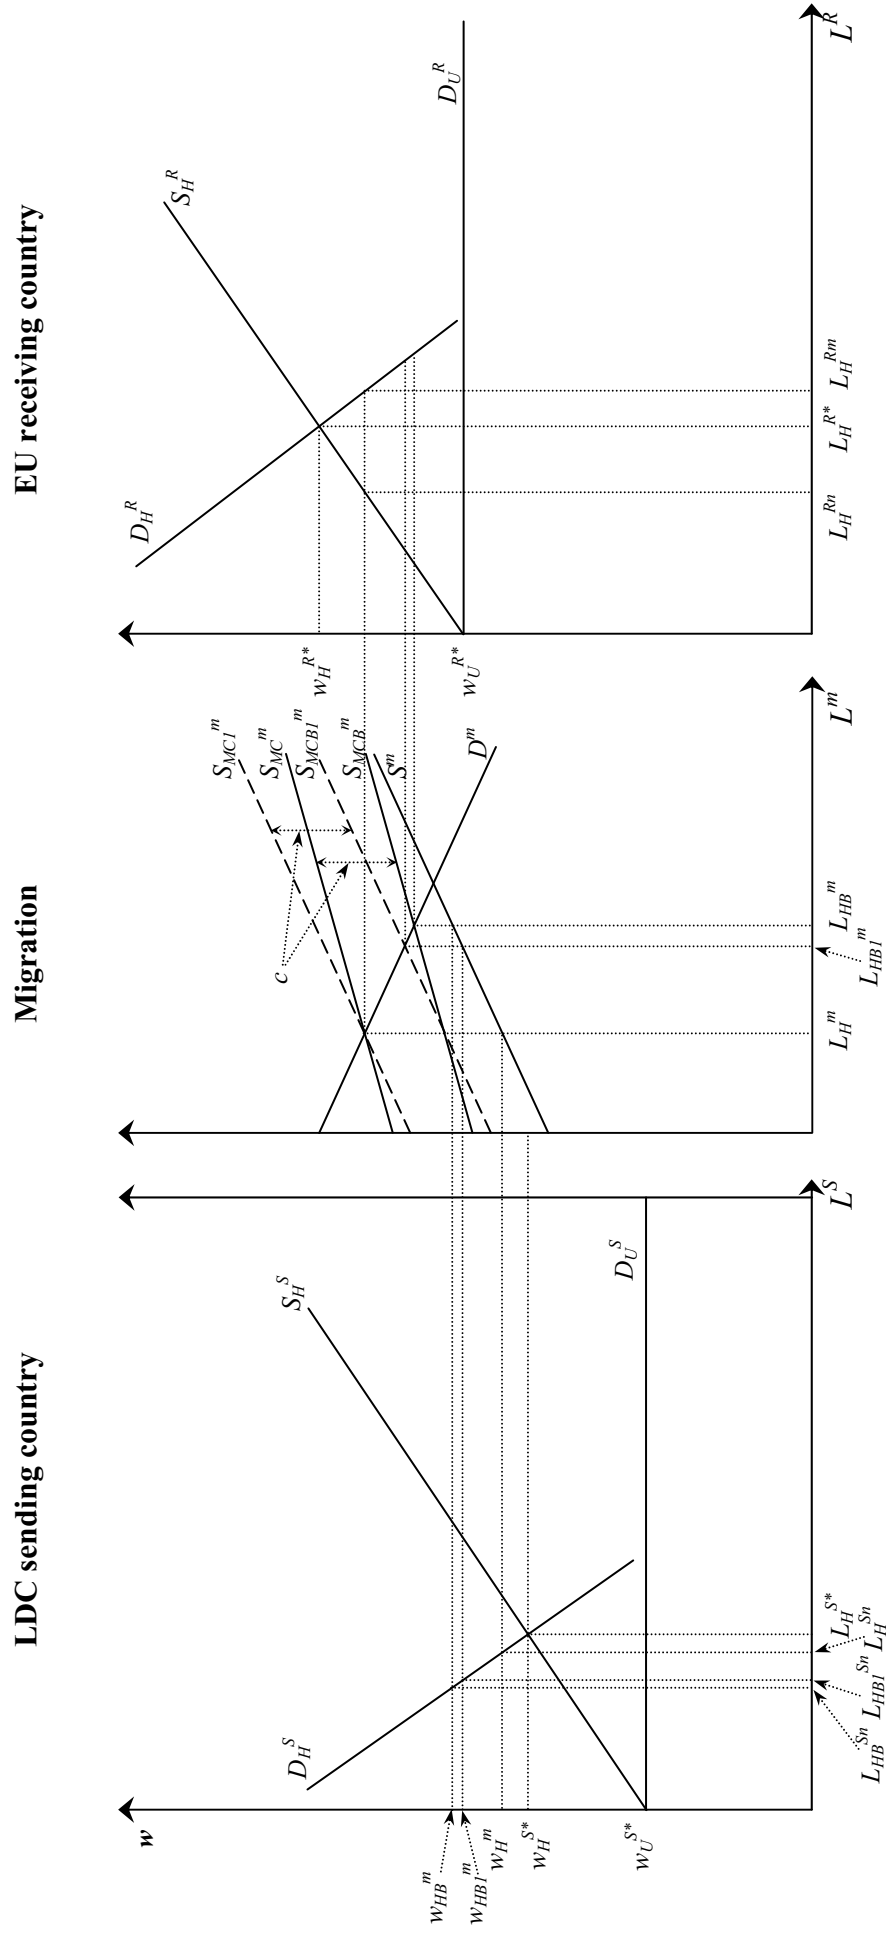 LDC sending country
w
D_H^S
S_H^S
D_U^S
w_HB^m
w_HB1^m
w_H^m
w_H^S*
w_U^S*
L_HB^Sn
L_HB1^Sn
L_H^Sn
L_H^S*
L^S
Migration
S_MC1^m
S_MC^m
S_MCB1^m
S_MCB^m
S^m
D^m
c
L_H^m
L_HB1^m
L_HB^m
L^m
EU receiving country
D_H^R
S_H^R
D_U^R
w_H^R*
w_U^R*
L_H^Rn
L_H^R*
L_H^Rm
L^R